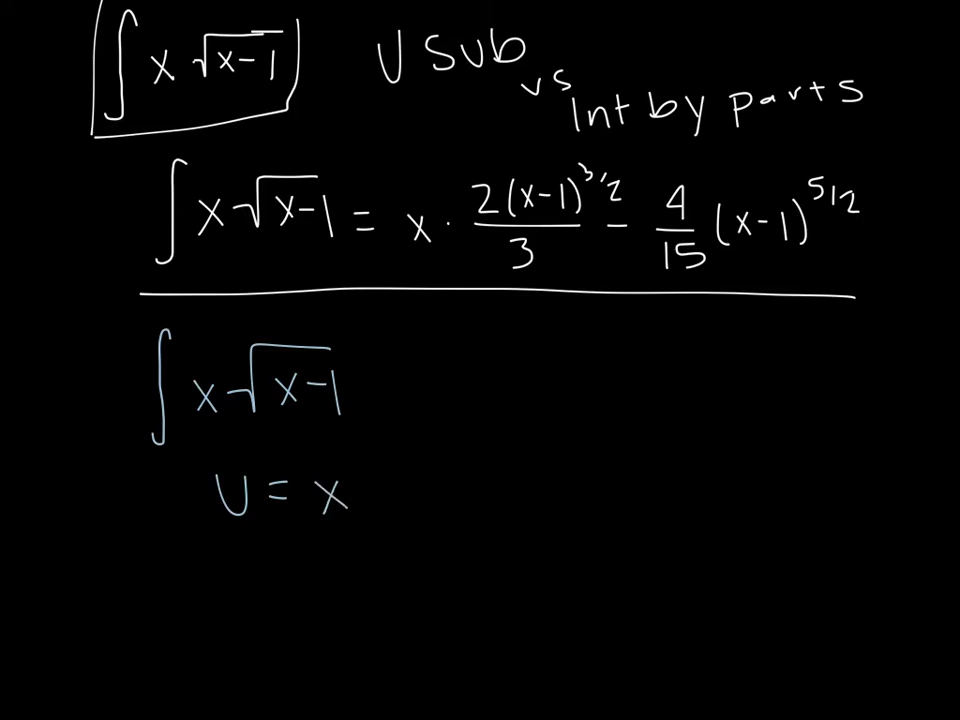 ∫ x √(x-1) U Sub
vs
Int by parts
∫ x √(x-1) = x · 2(x-1)^3/2 / 3 - 4/15 (x-1)^5/2
∫ x √(x-1)
U = x